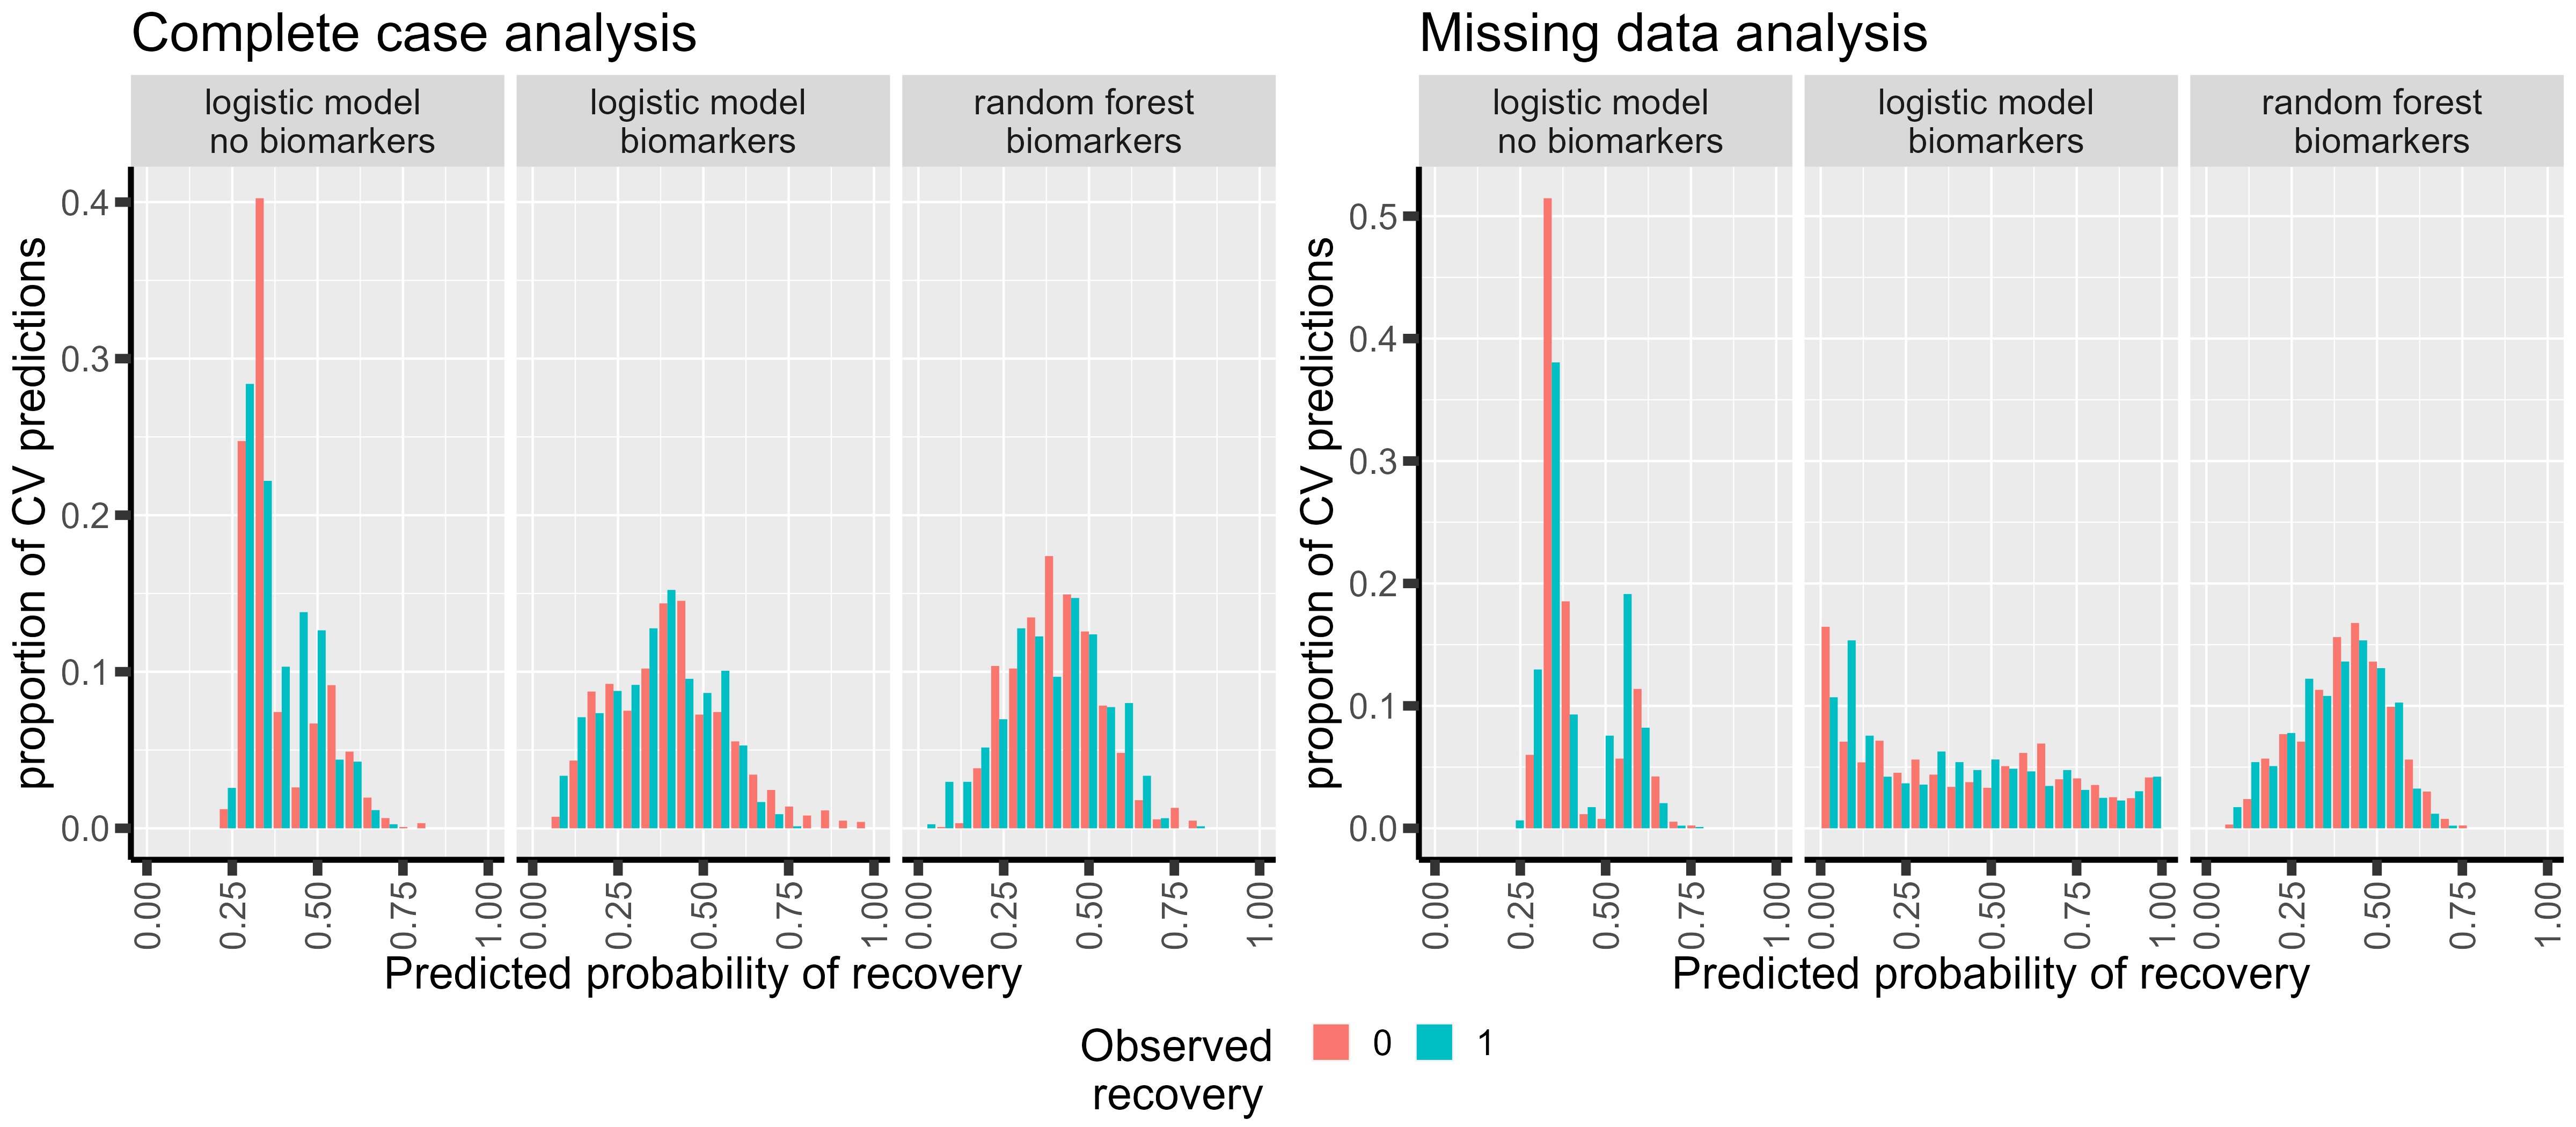 Complete case analysis
logistic model
no biomarkers
logistic model
biomarkers
random forest
biomarkers
proportion of CV predictions
0.4
0.3
0.2
0.1
0.0
0.00 0.25 0.50 0.75 1.00
0.00 0.25 0.50 0.75 1.00
0.00 0.25 0.50 0.75 1.00
Predicted probability of recovery
Missing data analysis
logistic model
no biomarkers
logistic model
biomarkers
random forest
biomarkers
proportion of CV predictions
0.5
0.4
0.3
0.2
0.1
0.0
0.00 0.25 0.50 0.75 1.00
0.00 0.25 0.50 0.75 1.00
0.00 0.25 0.50 0.75 1.00
Predicted probability of recovery
Observed
recovery
0 1